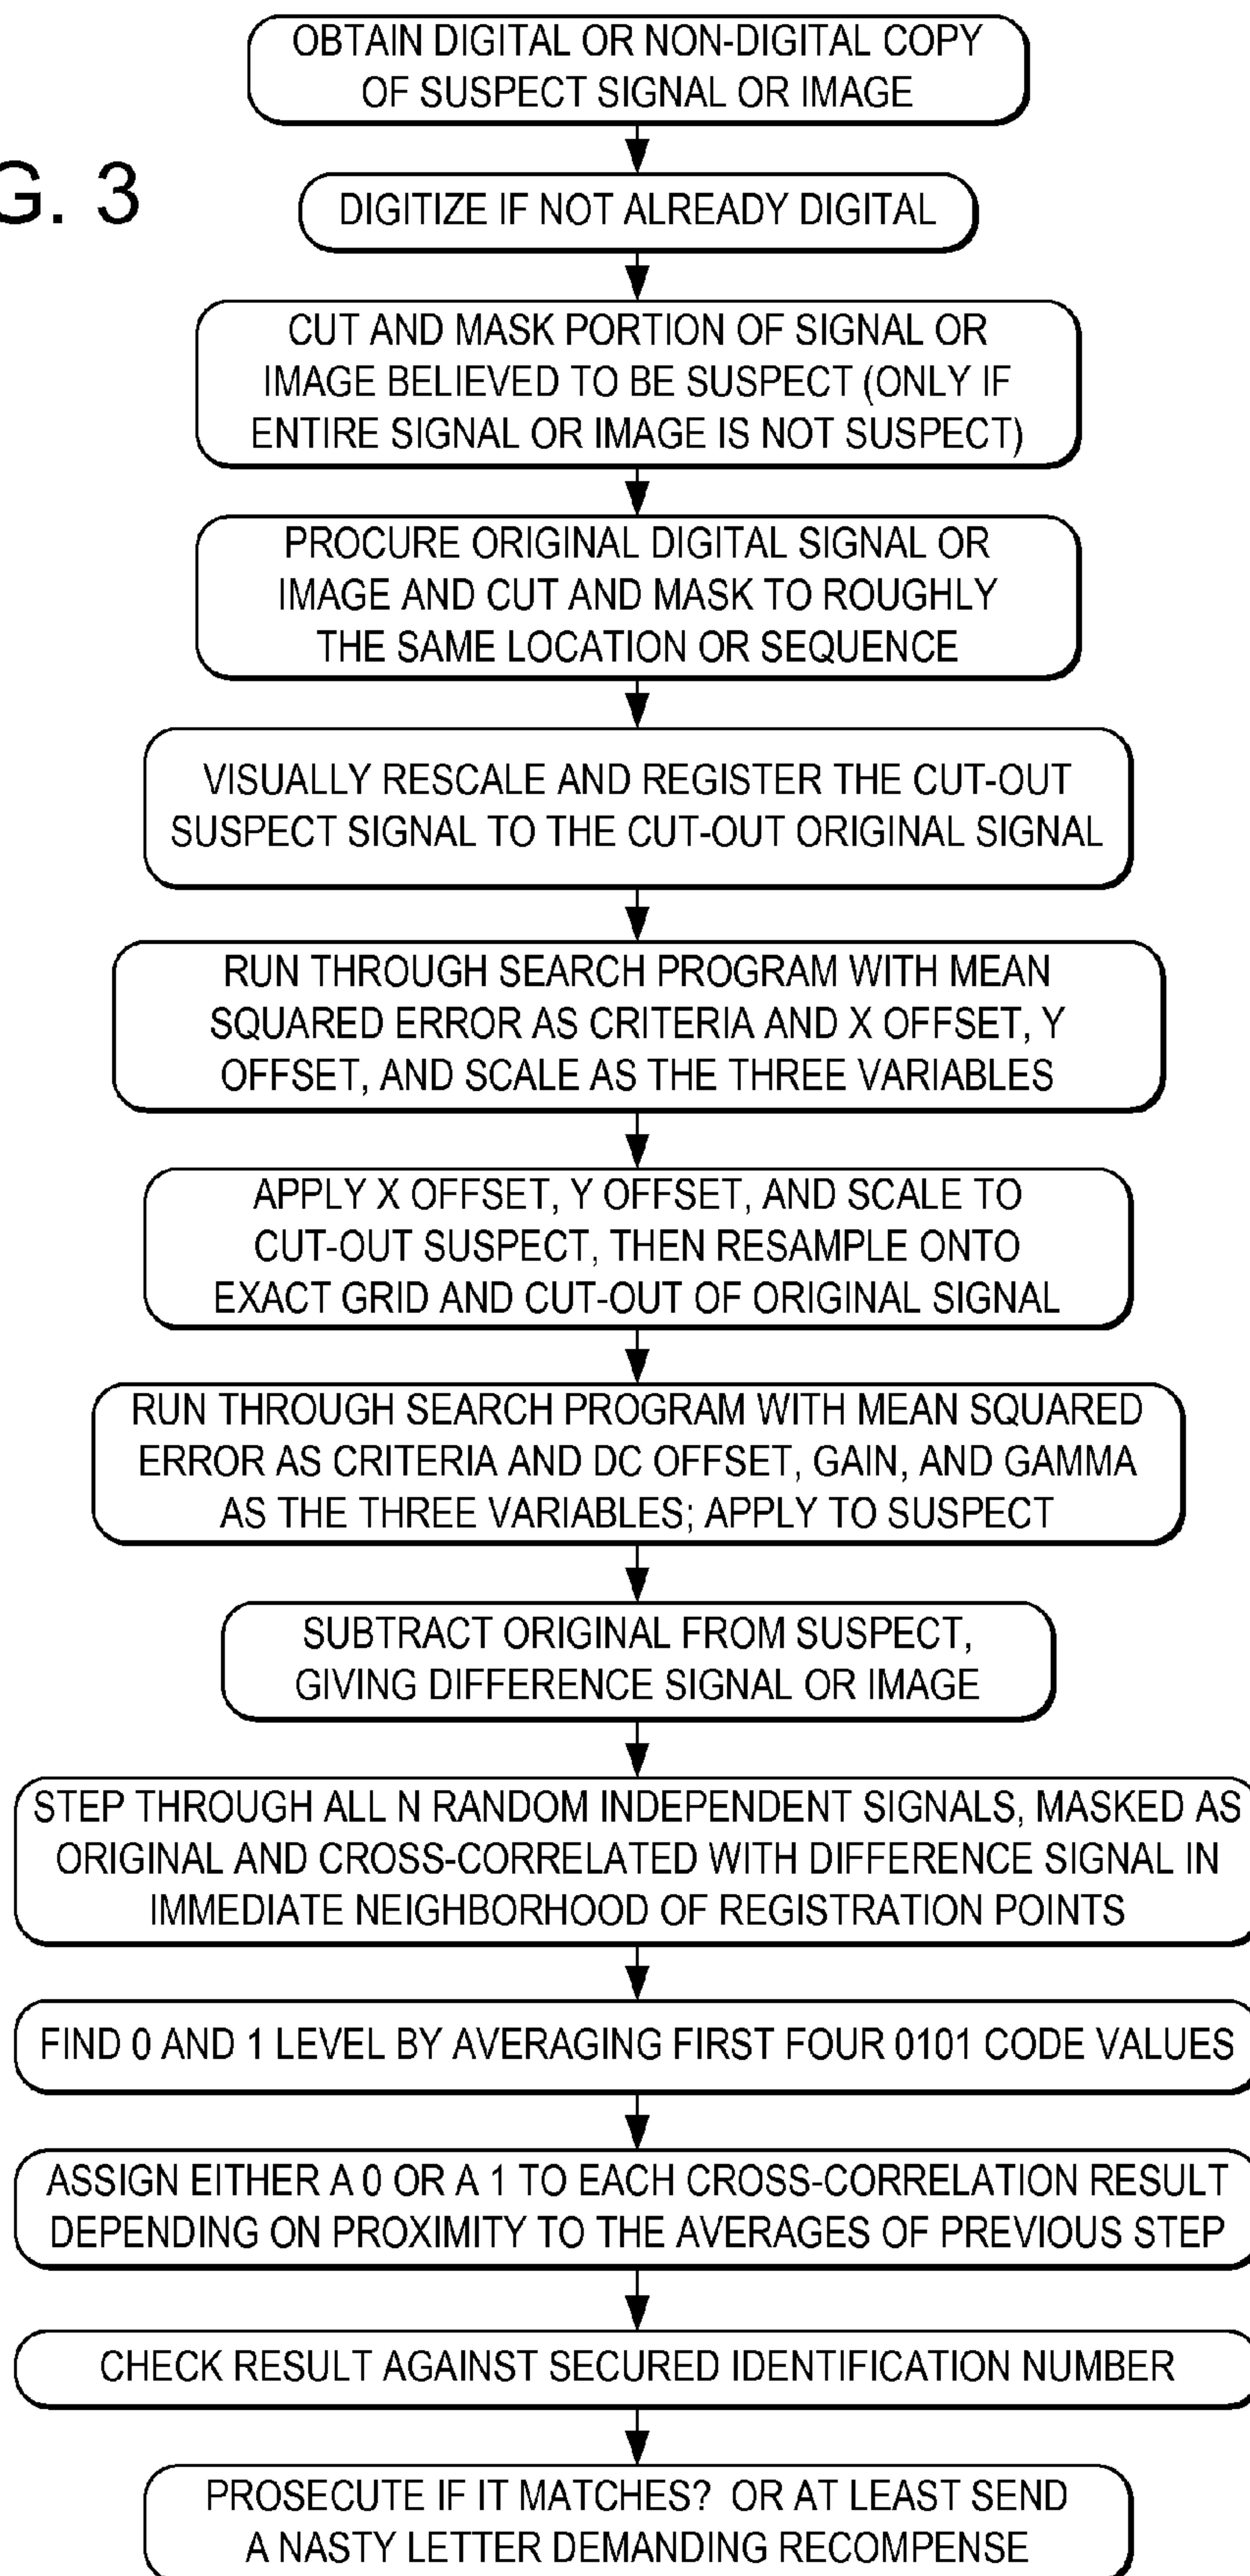 OBTAIN DIGITAL OR NON-DIGITAL COPY
OF SUSPECT SIGNAL OR IMAGE
G. 3
DIGITIZE IF NOT ALREADY DIGITAL
CUT AND MASK PORTION OF SIGNAL OR
IMAGE BELIEVED TO BE SUSPECT (ONLY IF
ENTIRE SIGNAL OR IMAGE IS NOT SUSPECT)
PROCURE ORIGINAL DIGITAL SIGNAL OR
IMAGE AND CUT AND MASK TO ROUGHLY
THE SAME LOCATION OR SEQUENCE
VISUALLY RESCALE AND REGISTER THE CUT-OUT
SUSPECT SIGNAL TO THE CUT-OUT ORIGINAL SIGNAL
RUN THROUGH SEARCH PROGRAM WITH MEAN
SQUARED ERROR AS CRITERIA AND X OFFSET, Y
OFFSET, AND SCALE AS THE THREE VARIABLES
APPLY X OFFSET, Y OFFSET, AND SCALE TO
CUT-OUT SUSPECT, THEN RESAMPLE ONTO
EXACT GRID AND CUT-OUT OF ORIGINAL SIGNAL
RUN THROUGH SEARCH PROGRAM WITH MEAN SQUARED
ERROR AS CRITERIA AND DC OFFSET, GAIN, AND GAMMA
AS THE THREE VARIABLES; APPLY TO SUSPECT
SUBTRACT ORIGINAL FROM SUSPECT,
GIVING DIFFERENCE SIGNAL OR IMAGE
STEP THROUGH ALL N RANDOM INDEPENDENT SIGNALS, MASKED AS
ORIGINAL AND CROSS-CORRELATED WITH DIFFERENCE SIGNAL IN
IMMEDIATE NEIGHBORHOOD OF REGISTRATION POINTS
FIND 0 AND 1 LEVEL BY AVERAGING FIRST FOUR 0101 CODE VALUES
ASSIGN EITHER A 0 OR A 1 TO EACH CROSS-CORRELATION RESULT
DEPENDING ON PROXIMITY TO THE AVERAGES OF PREVIOUS STEP
CHECK RESULT AGAINST SECURED IDENTIFICATION NUMBER
PROSECUTE IF IT MATCHES? OR AT LEAST SEND
A NASTY LETTER DEMANDING RECOMPENSE